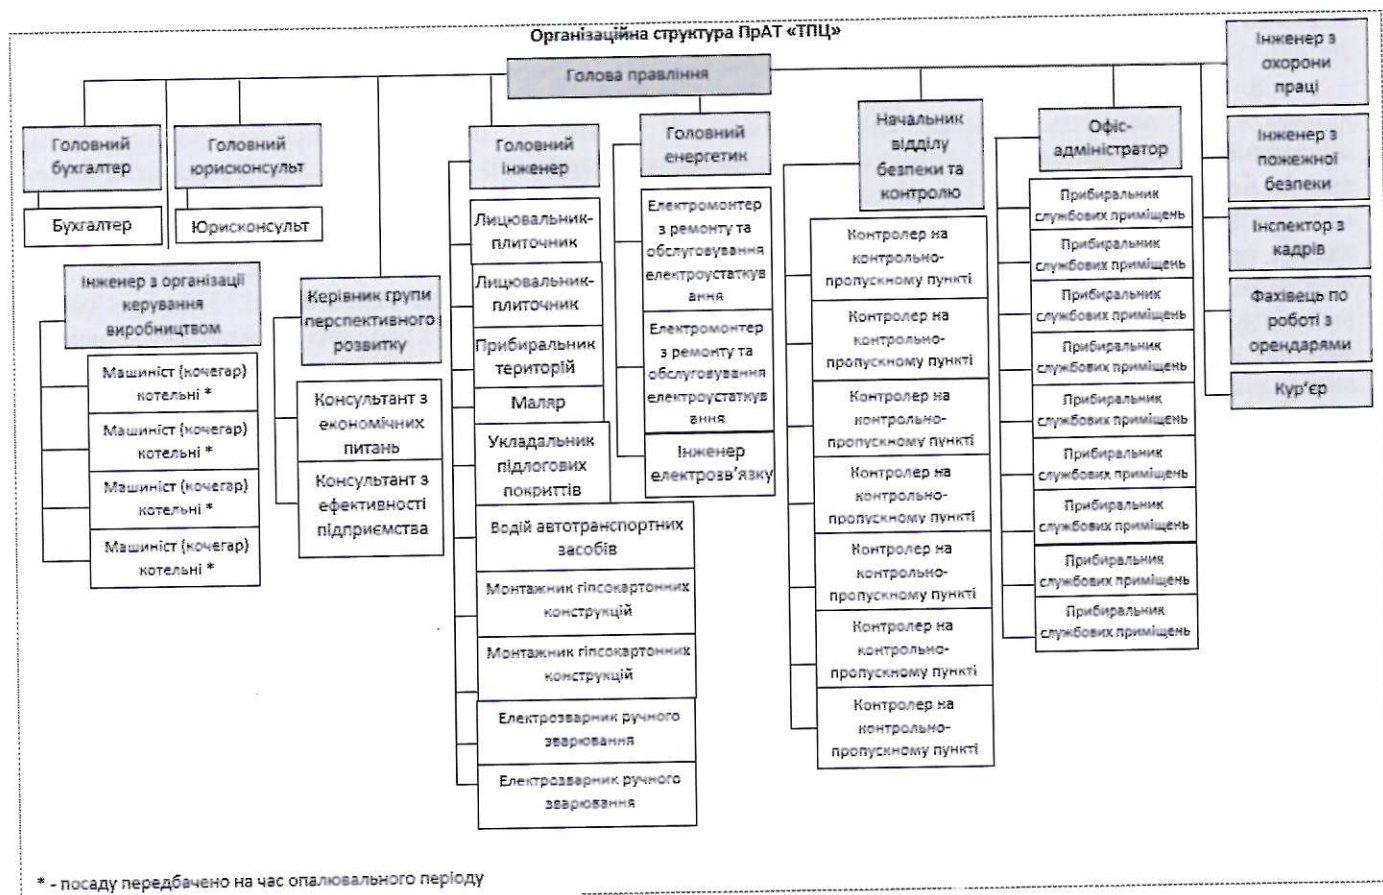 Організаційна структура ПрАТ «ТПЦ»
Голова правління
Головний
бухгалтер
Бухгалтер
Головний
юрисконсульт
Юрисконсульт
Інженер з організації
керування
виробництвом
Машиніст (кочегар)
котельні *
Машиніст (кочегар)
котельні *
Машиніст (кочегар)
котельні *
Машиніст (кочегар)
котельні *
Керівник групи
перспективного
розвитку
Консультант з
економічних
питань
Консультант з
ефективності
підприємства
Головний
інженер
Лицювальник-
плиточник
Лицювальник-
плиточник
Прибиральник
територій
Маляр
Укладальник
підлогових
покриттів
Водій автотранспортних
засобів
Монтажник гіпсокартонних
конструкцій
Монтажник гіпсокартонних
конструкцій
Електрозварник ручного
зварювання
Електрозварник ручного
зварювання
Головний
енергетик
Електромонтер
з ремонту та
обслуговування
електроустаткув
ання
Електромонтер
з ремонту та
обслуговування
електроустаткув
ання
Інженер
електрозв’язку
Начальник
відділу
безпеки та
контролю
Контролер на
контрольно-
пропускному пункті
Контролер на
контрольно-
пропускному пункті
Контролер на
контрольно-
пропускному пункті
Контролер на
контрольно-
пропускному пункті
Контролер на
контрольно-
пропускному пункті
Контролер на
контрольно-
пропускному пункті
Контролер на
контрольно-
пропускному пункті
Офіс-
адміністратор
Прибиральник
службових приміщень
Прибиральник
службових приміщень
Прибиральник
службових приміщень
Прибиральник
службових приміщень
Прибиральник
службових приміщень
Прибиральник
службових приміщень
Прибиральник
службових приміщень
Прибиральник
службових приміщень
Прибиральник
службових приміщень
Інженер з
охорони
праці
Інженер з
пожежної
безпеки
Інспектор з
кадрів
Фахівець по
роботі з
орендарями
Кур’єр
* - посаду передбачено на час опалювального періоду